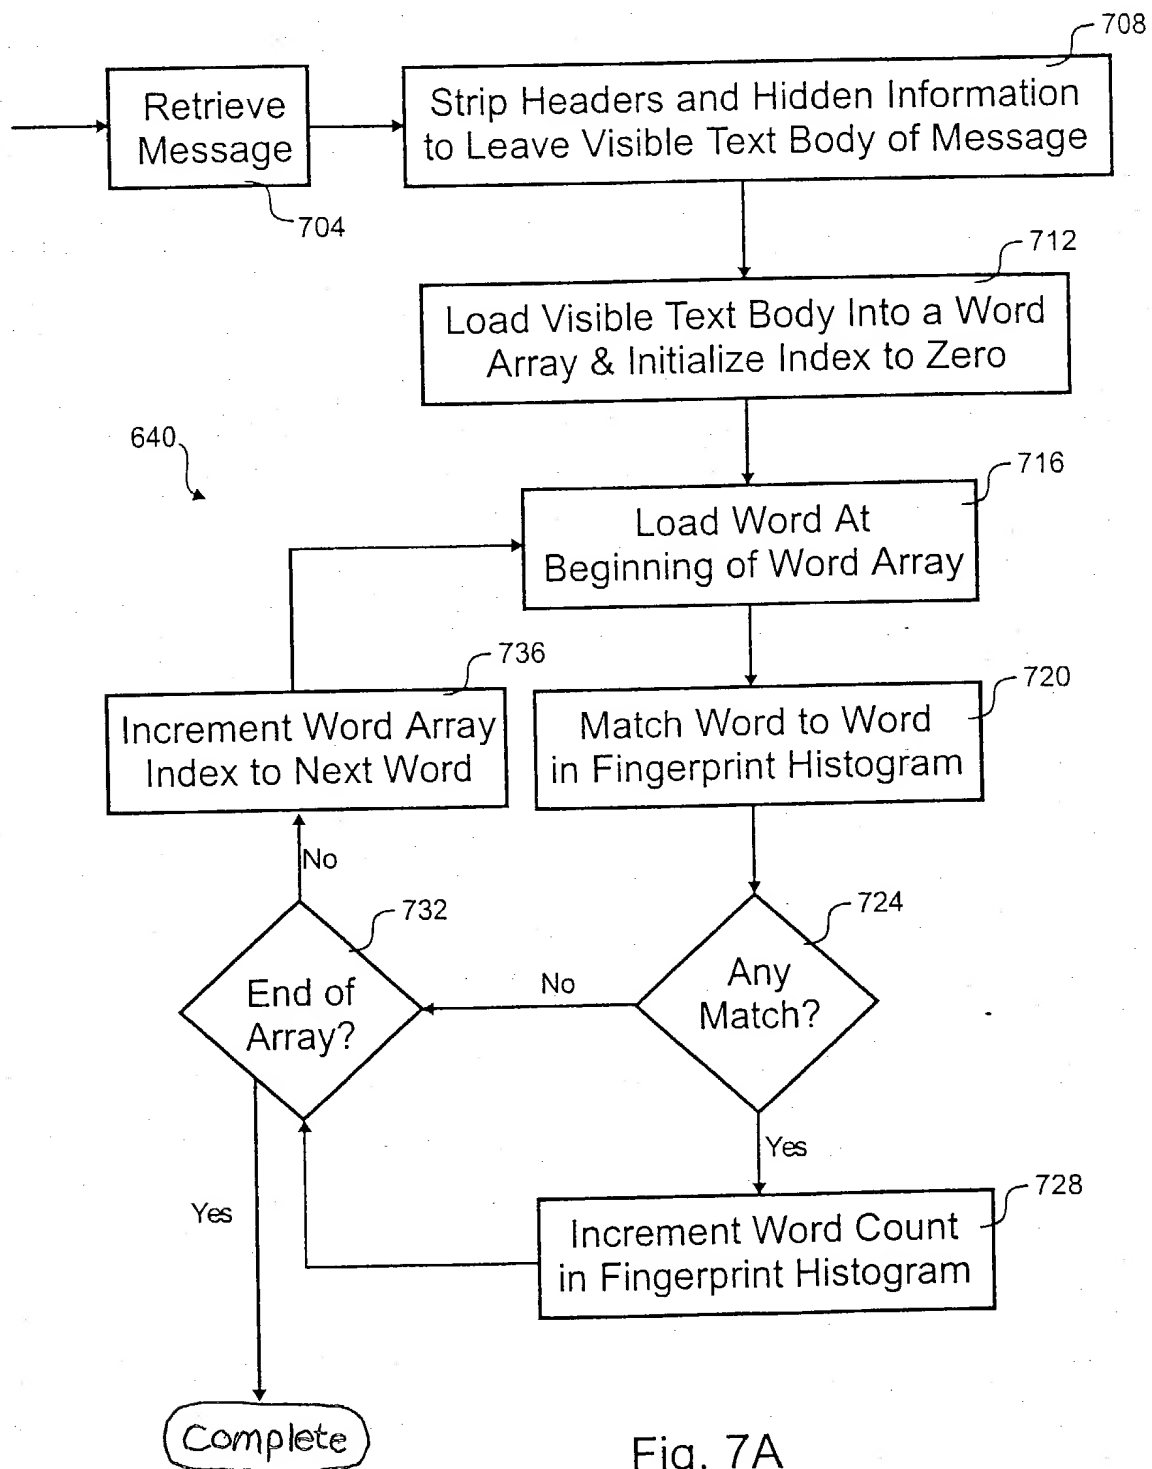 708
Retrieve
Message
704
Strip Headers and Hidden Information
to Leave Visible Text Body of Message
712
Load Visible Text Body Into a Word
Array & Initialize Index to Zero
640
716
Load Word At
Beginning of Word Array
736
Increment Word Array
Index to Next Word
720
Match Word to Word
in Fingerprint Histogram
No
732
End of
Array?
No
724
Any
Match?
Yes
Yes
728
Increment Word Count
in Fingerprint Histogram
Complete
Fig. 7A